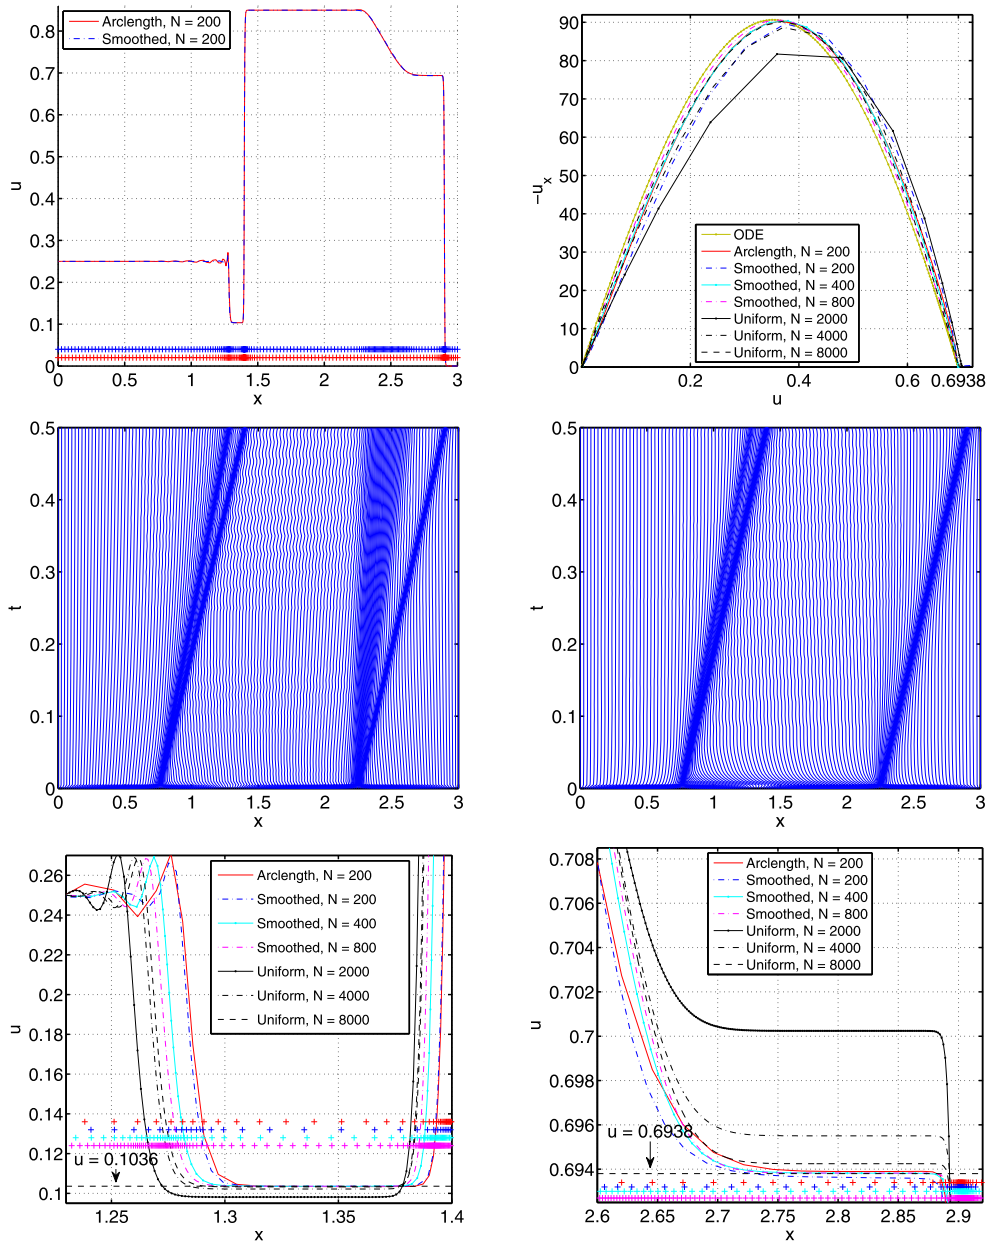 Arclength, N = 200
Smoothed, N = 200
0.8
0.7
0.6
0.5
0.4
0.3
0.2
0.1
0
u
0 0.5 1 1.5 2 2.5 3
x
90
80
70
60
50
40
30
20
10
0
-u_x
ODE
Arclength, N = 200
Smoothed, N = 200
Smoothed, N = 400
Smoothed, N = 800
Uniform, N = 2000
Uniform, N = 4000
Uniform, N = 8000
0.2 0.4 0.6 0.6938
u
0.5
0.4
0.3
0.2
0.1
0
t
0 0.5 1 1.5 2 2.5 3
x
0.5
0.4
0.3
0.2
0.1
0
t
0 0.5 1 1.5 2 2.5 3
x
0.26
0.24
0.22
0.2
0.18
0.16
0.14
0.12
0.1
u
Arclength, N = 200
Smoothed, N = 200
Smoothed, N = 400
Smoothed, N = 800
Uniform, N = 2000
Uniform, N = 4000
Uniform, N = 8000
u = 0.1036
1.25 1.3 1.35 1.4
x
0.708
0.706
0.704
0.702
0.7
0.698
0.696
0.694
u
Arclength, N = 200
Smoothed, N = 200
Smoothed, N = 400
Smoothed, N = 800
Uniform, N = 2000
Uniform, N = 4000
Uniform, N = 8000
u = 0.6938
2.6 2.65 2.7 2.75 2.8 2.85 2.9
x